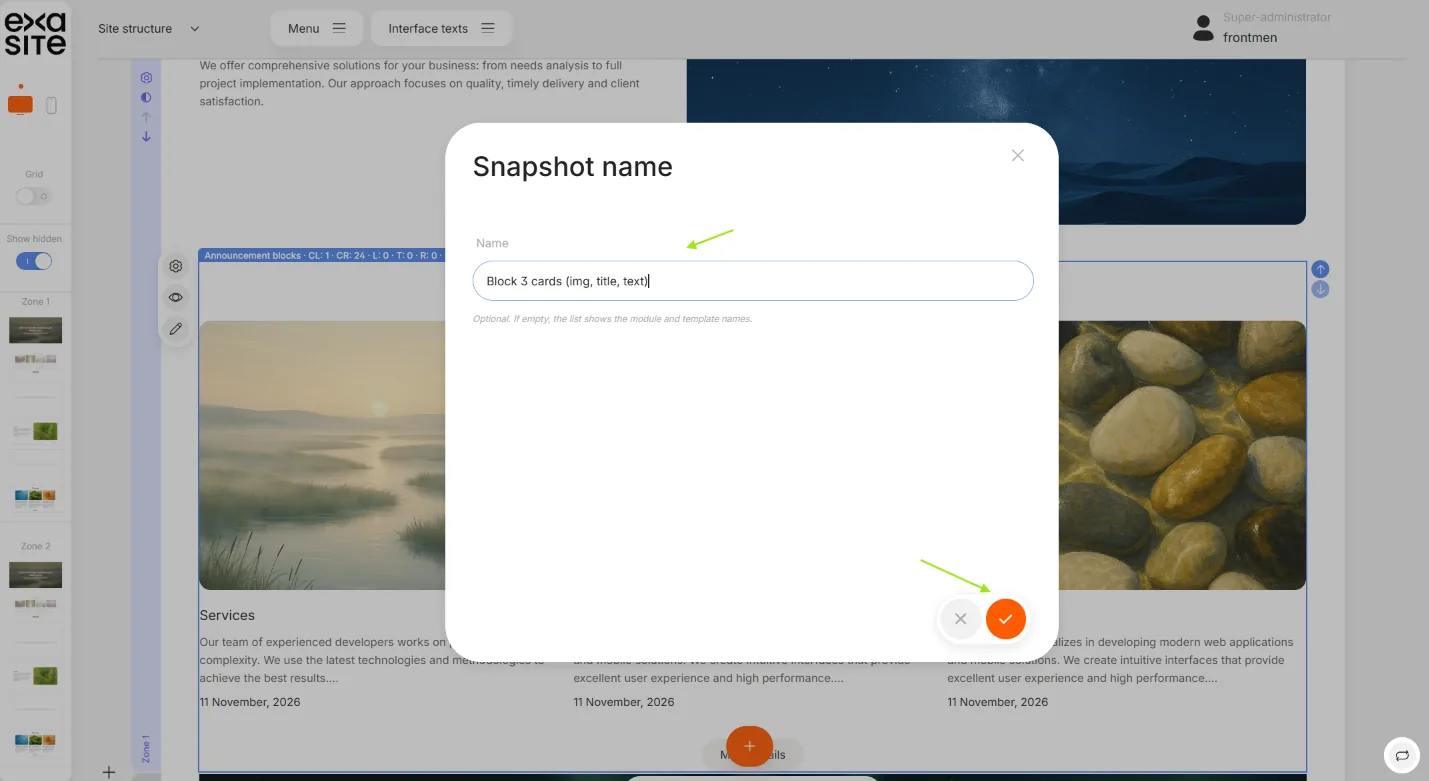 exa
site
Site structure
Menu
Interface texts
Super-administrator
frontmen
Grid
Show hidden
Zone 1
Zone 2
We offer comprehensive solutions for your business: from needs analysis to full
project implementation. Our approach focuses on quality, timely delivery and client
satisfaction.
Snapshot name
Name
Block 3 cards (img, title, text)
Optional. If empty, the list shows the module and template names.
Announcement blocks · CL: 1 · CR: 24 · L: 0 · T: 0 · R: 0 ·
Services
Our team of experienced developers works on
complexity. We use the latest technologies and methodologies to
achieve the best results....
11 November, 2026
and mobile solutions. We create intuitive interfaces that provide
excellent user experience and high performance....
11 November, 2026
alizes in developing modern web applications
and mobile solutions. We create intuitive interfaces that provide
excellent user experience and high performance....
11 November, 2026
Zone 1